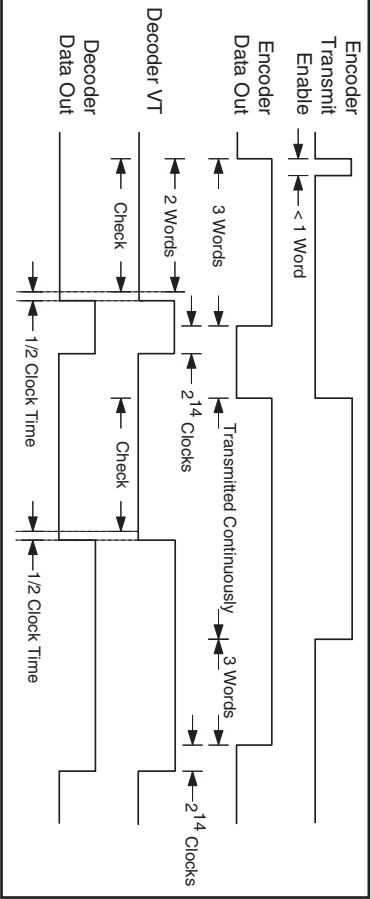 Encoder
Transmit
Enable
< 1 Word
Encoder
Data Out
3 Words
Transmitted Continuously
3 Words
2 Words
2^14 Clocks
2^14 Clocks
Decoder VT
Check
Check
Decoder
Data Out
1/2 Clock Time
1/2 Clock Time